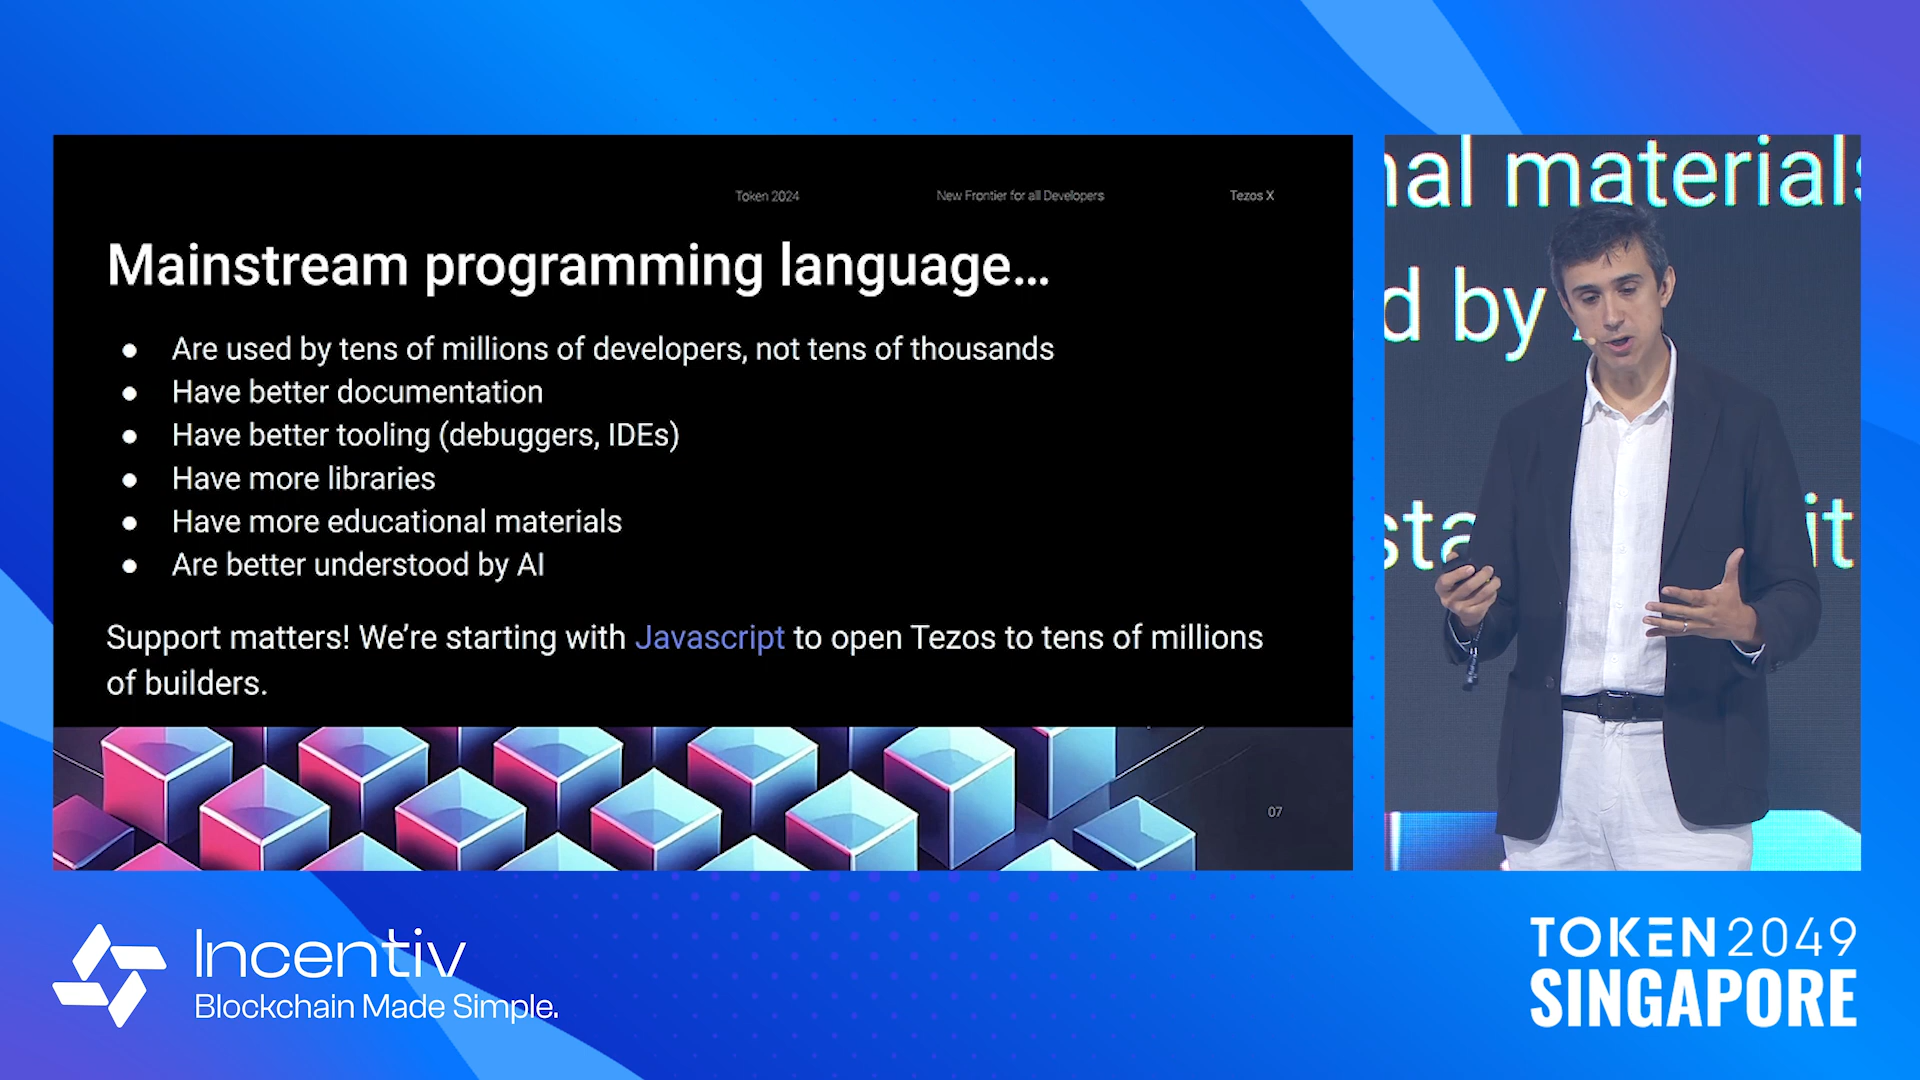 Token 2024
New Frontier for all Developers
Tezos X
Mainstream programming language...
● Are used by tens of millions of developers, not tens of thousands
● Have better documentation
● Have better tooling (debuggers, IDEs)
● Have more libraries
● Have more educational materials
● Are better understood by AI
Support matters! We're starting with Javascript to open Tezos to tens of millions
of builders.
07
nal materials
d by
sta
it
Incentiv
Blockchain Made Simple.
TOKEN2049
SINGAPORE